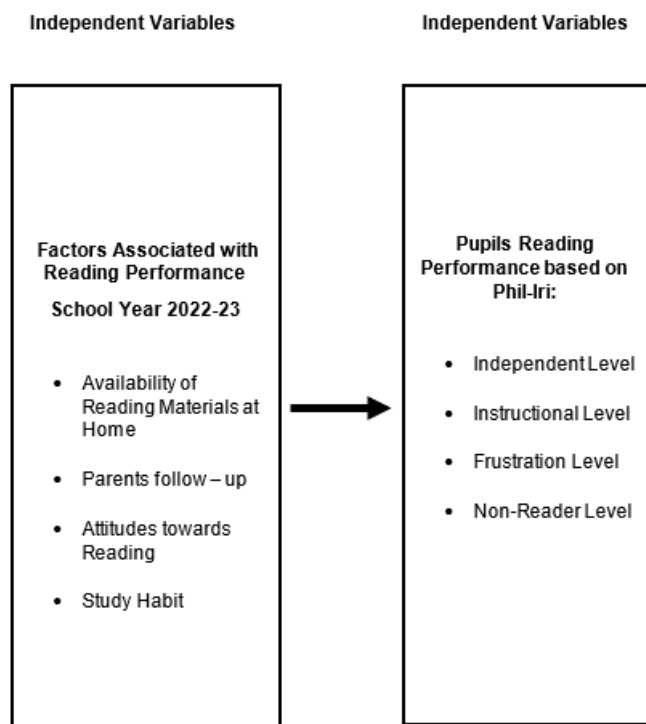 Independent Variables
Independent Variables
Factors Associated with
Reading Performance
School Year 2022-23
• Availability of
Reading Materials at
Home
• Parents follow – up
• Attitudes towards
Reading
• Study Habit
Pupils Reading
Performance based on
Phil-Iri:
• Independent Level
• Instructional Level
• Frustration Level
• Non-Reader Level